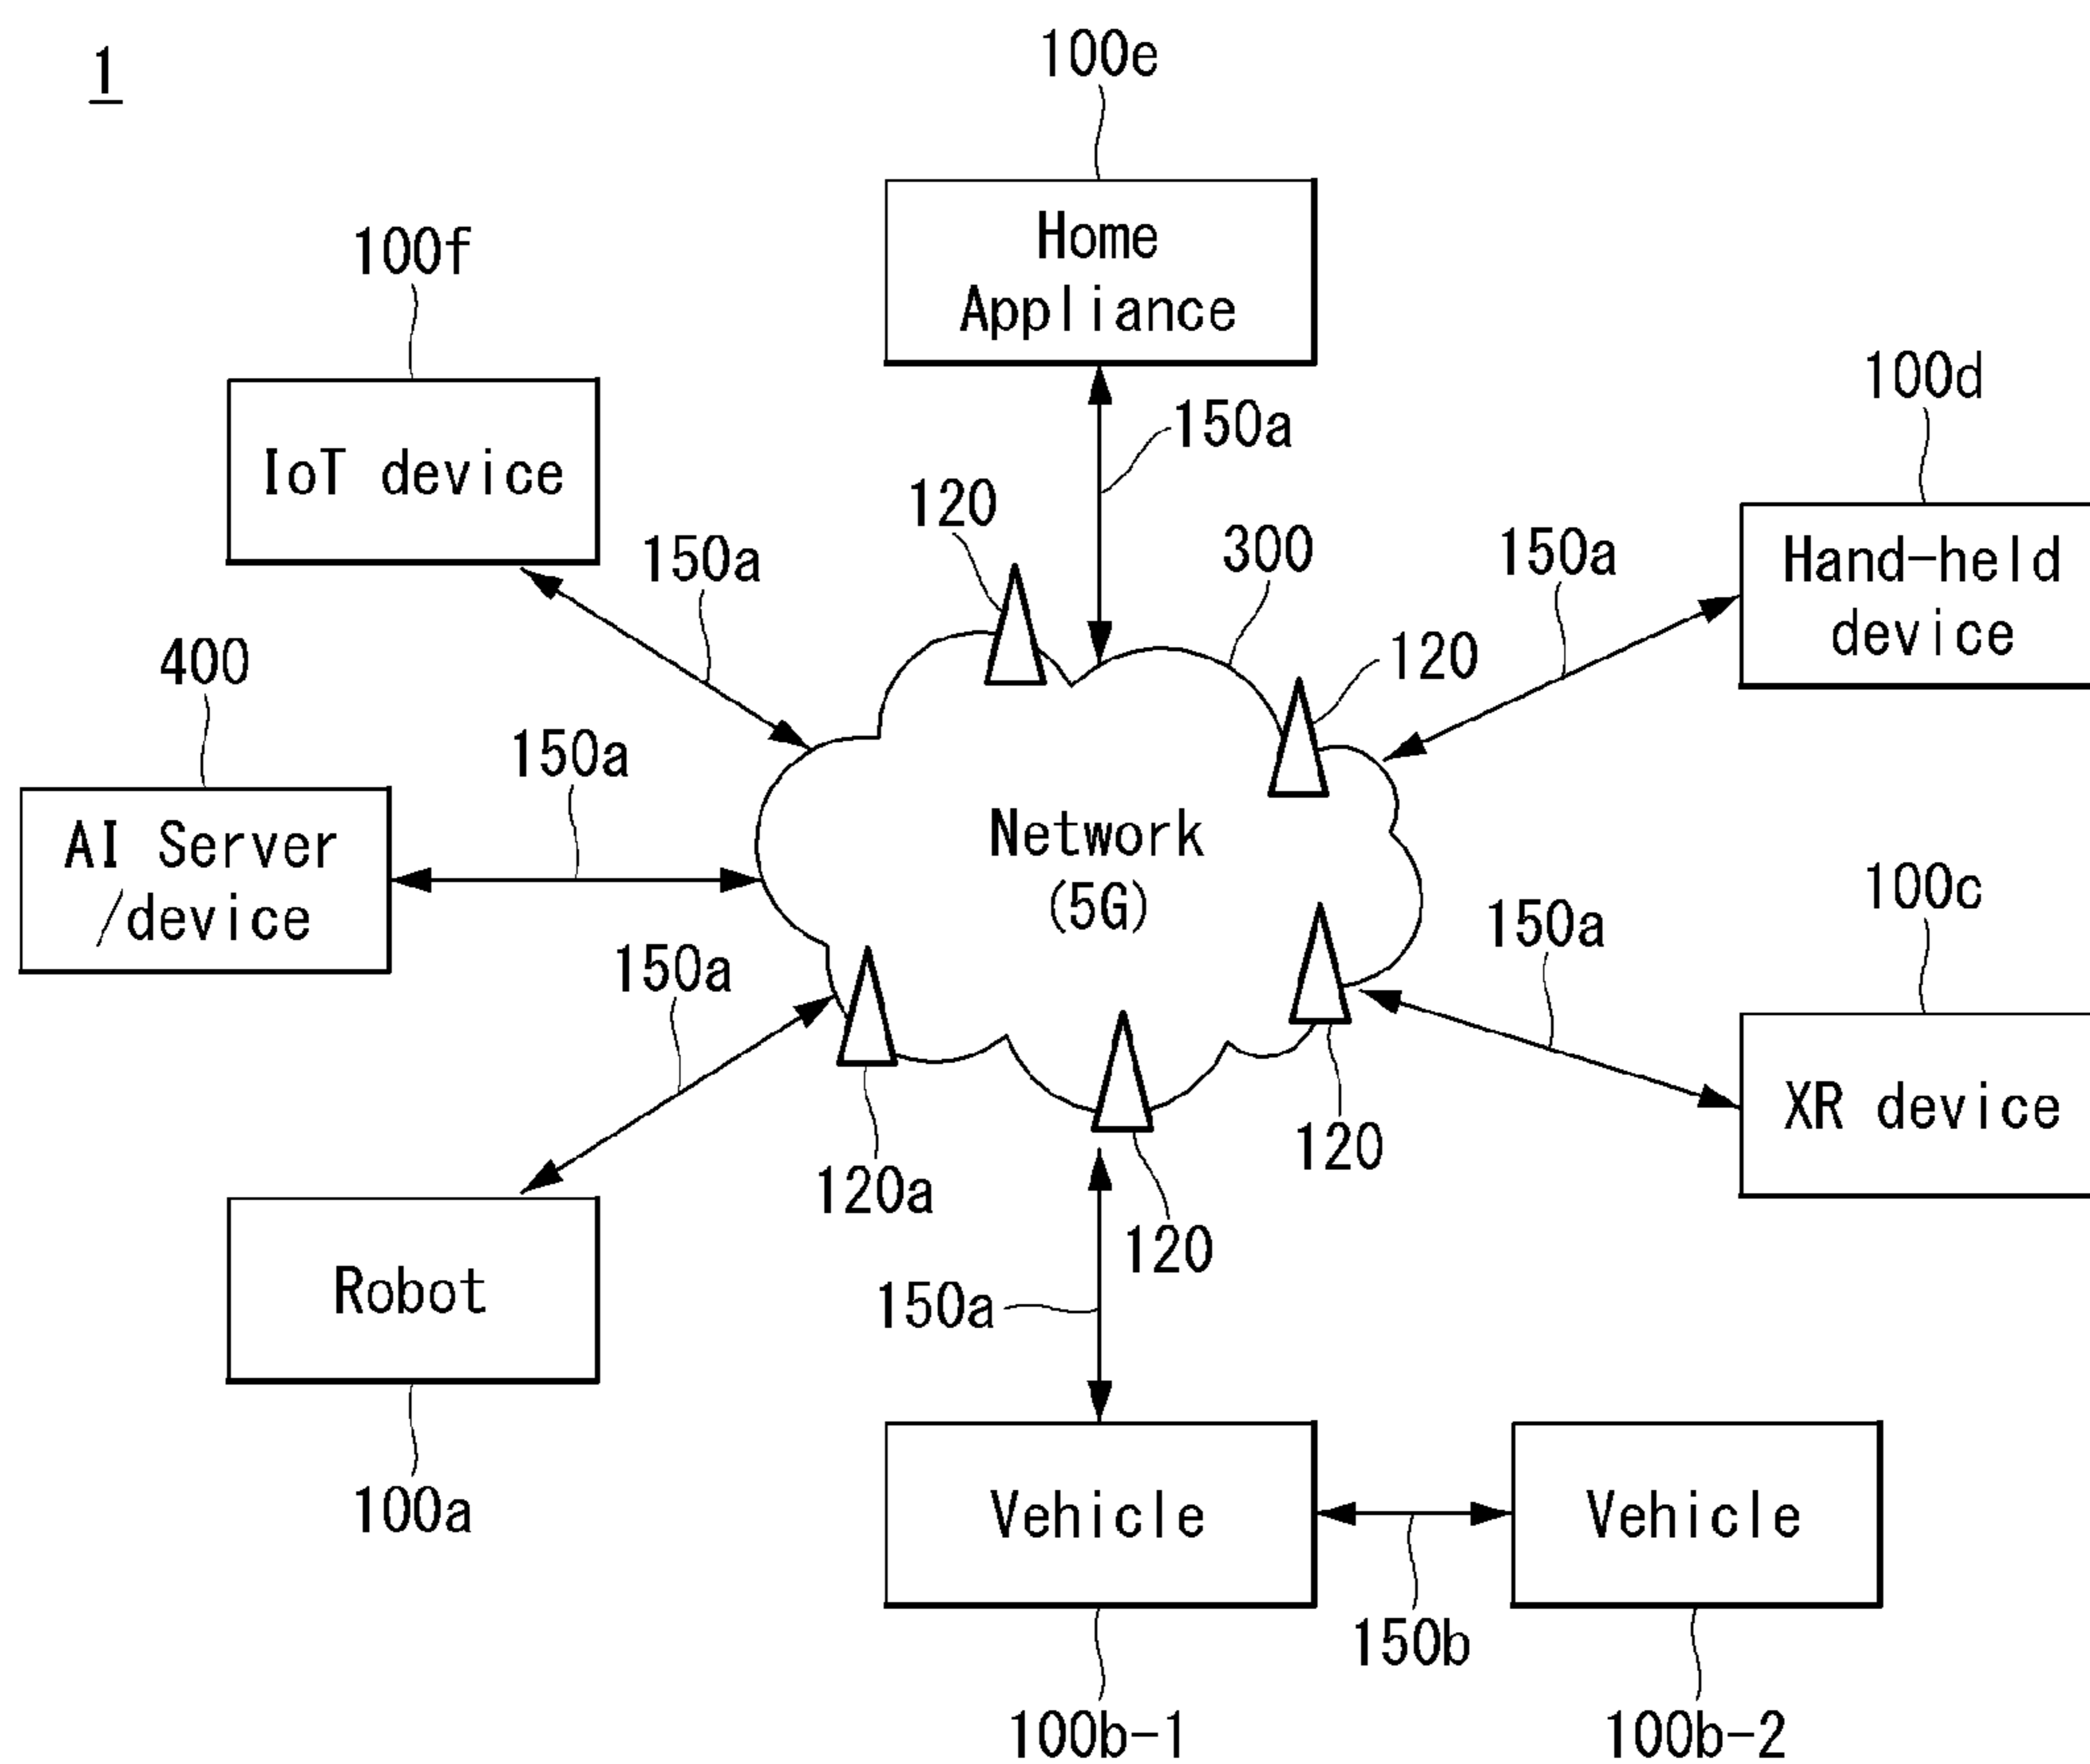 1
100e
Home
Appliance
100f
IoT device
150a
100d
Hand-held
device
120
150a
300
150a
120
400
AI Server
/device
150a
Network
(5G)
100c
XR device
150a
150a
120a
120
120
Robot
100a
150a
Vehicle
Vehicle
150b
100b-1
100b-2